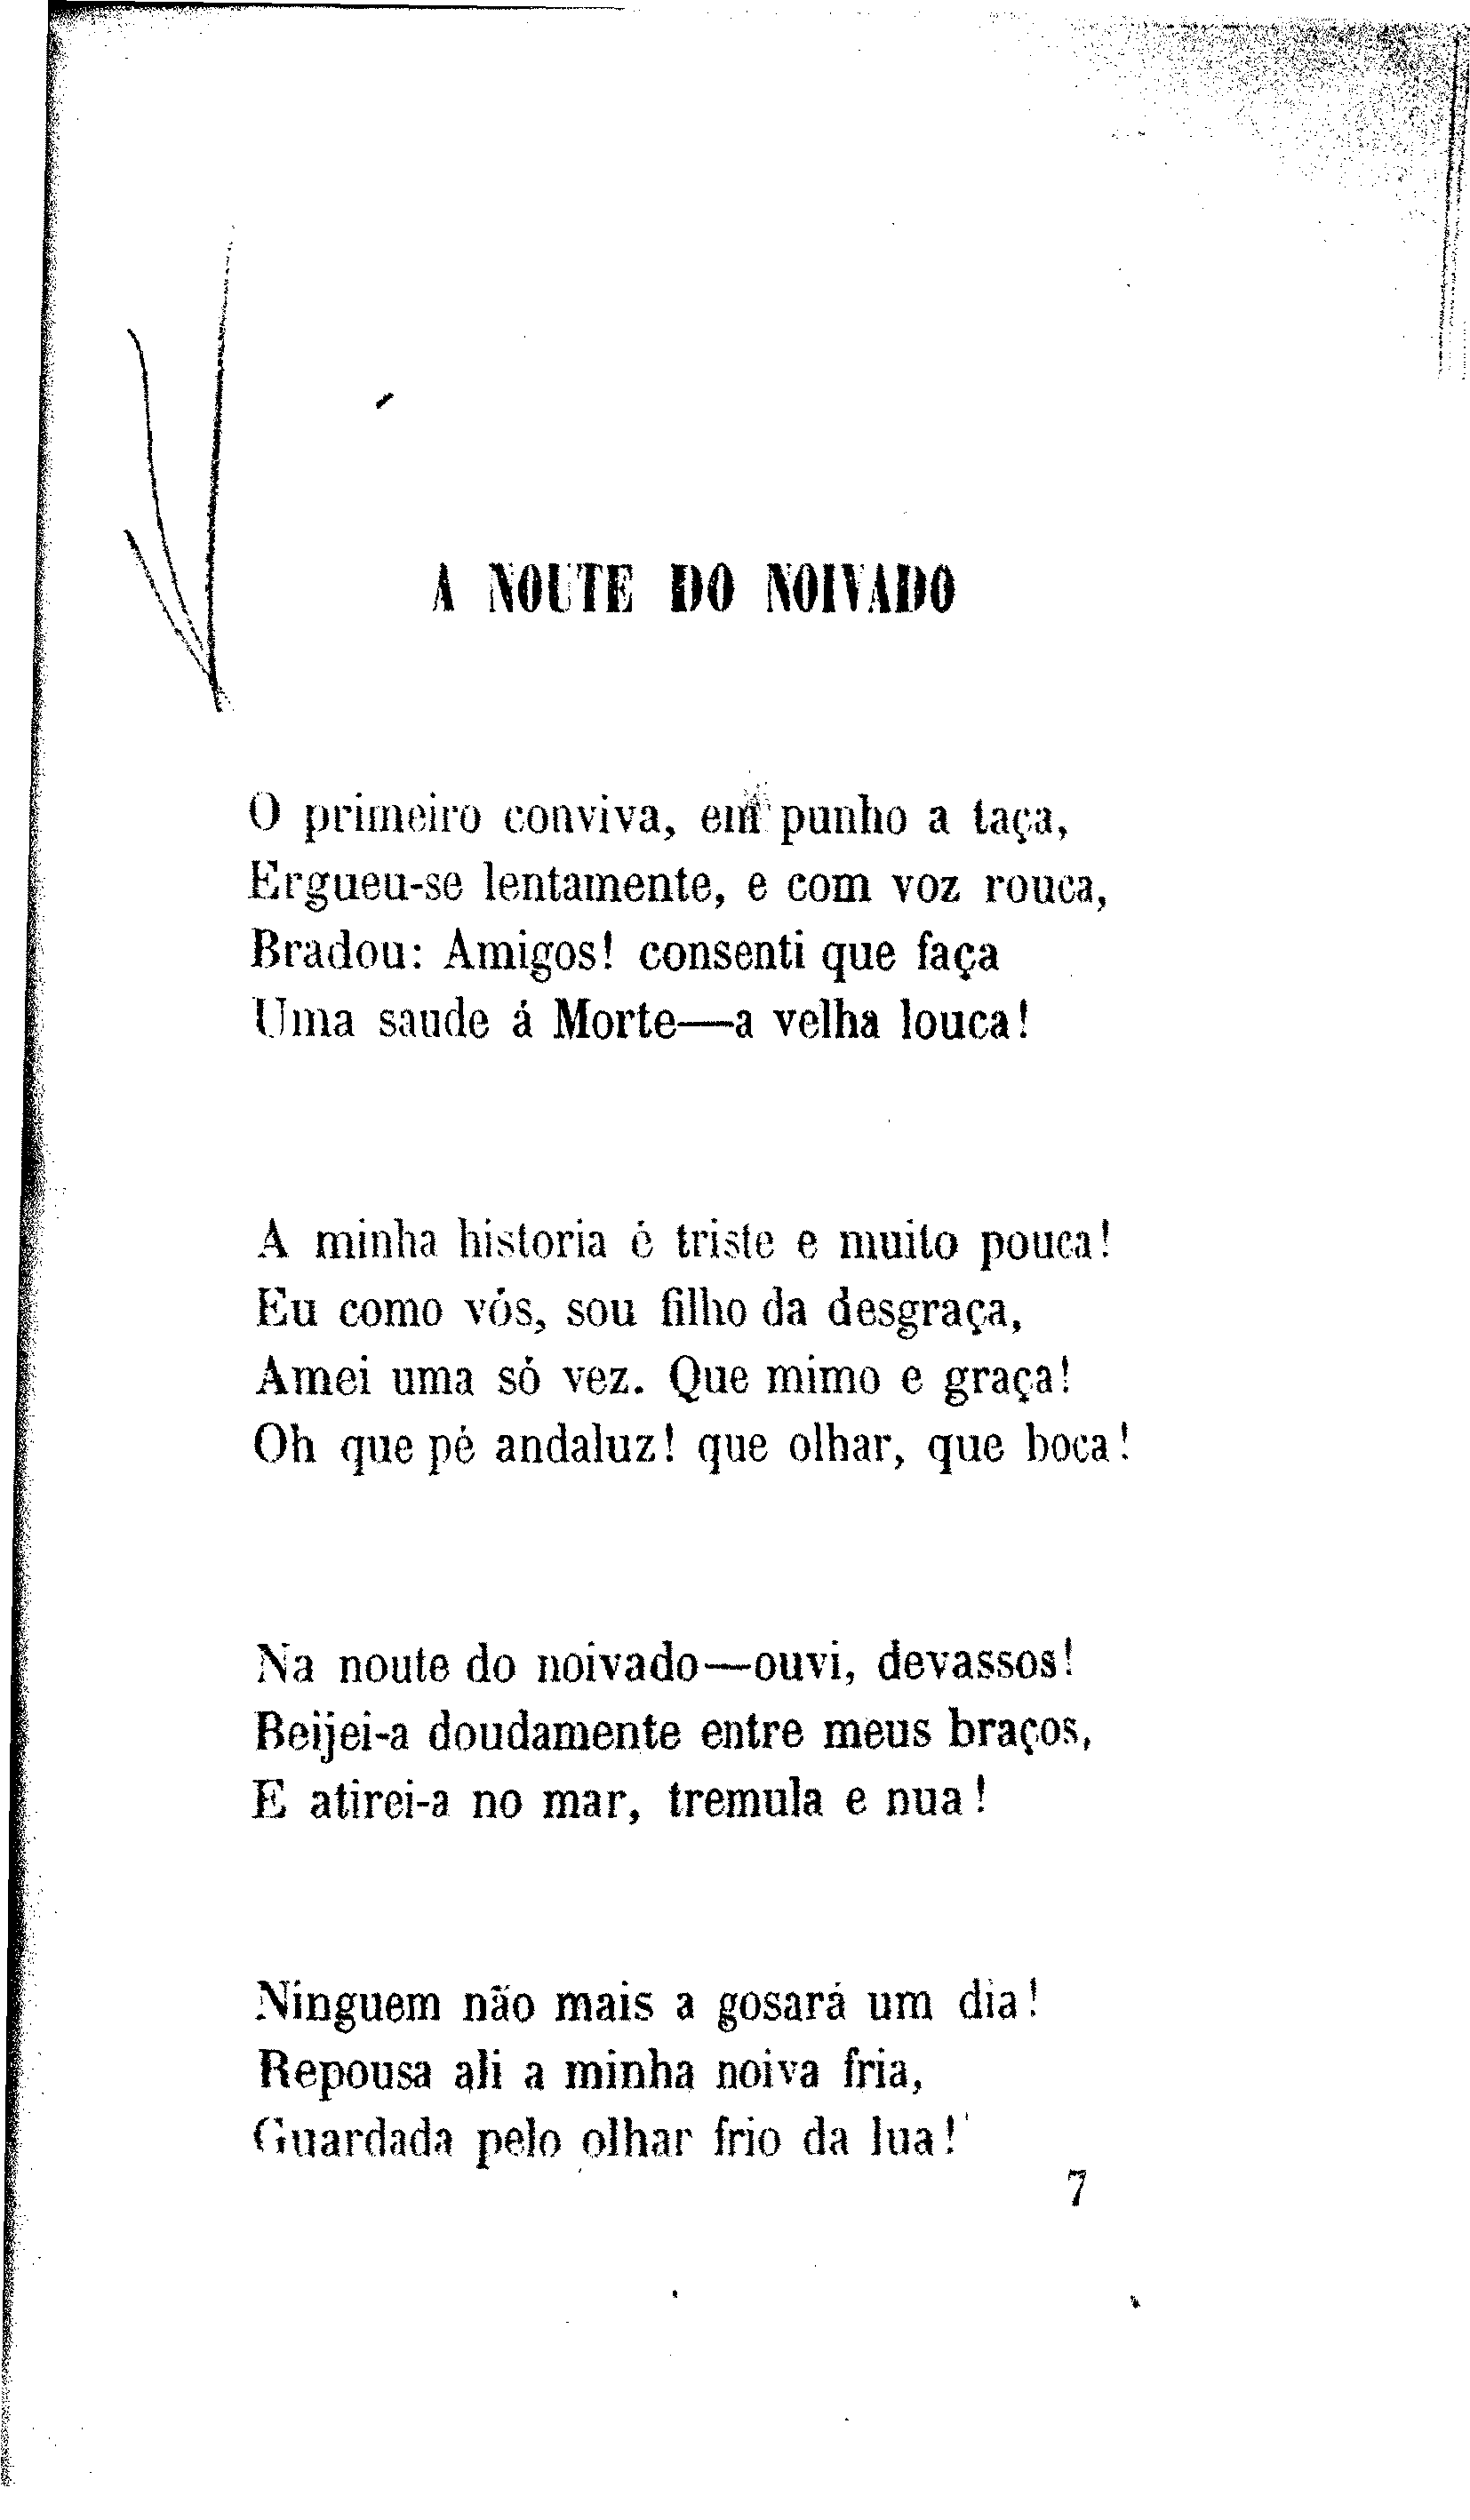 A NOUTE DO NOIVADO
O primeiro conviva, em punho a taça,
Ergueu-se lentamente, e com voz rouca,
Bradou: Amigos! consenti que faça
Uma saude á Morte—a velha louca!
A minha historia é triste e muito pouca!
Eu como vós, sou filho da desgraça,
Amei uma só vez. Que mimo e graça!
Oh que pé andaluz! que olhar, que boca!
Na noute do noivado—ouvi, devassos!
Beijei-a doudamente entre meus braços,
E atirei-a no mar, tremula e nua!
Ninguem não mais a gosará um dia!
Repousa ali a minha noiva fria,
Guardada pelo olhar frio da lua!
7